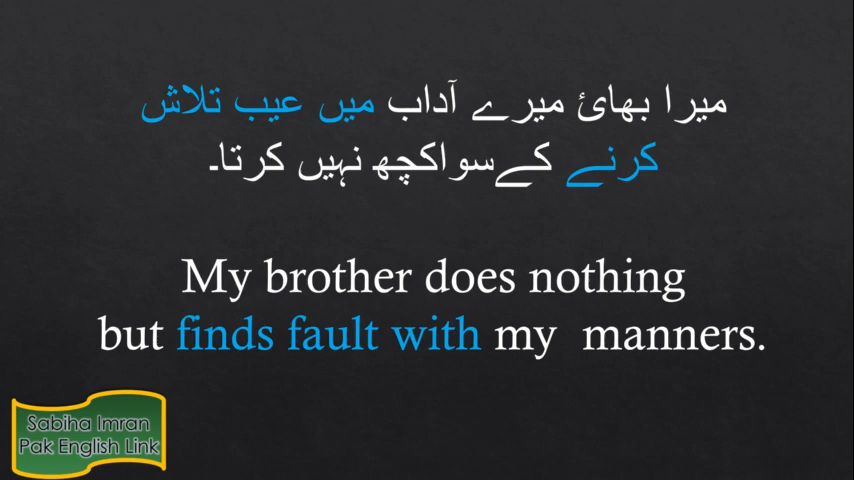 میرا بھائ میرے آداب میں عیب تلاش
کرنے کےسواکچھ نہیں کرتا۔
My brother does nothing
but finds fault with my  manners.
Sabiha Imran
Pak English Link